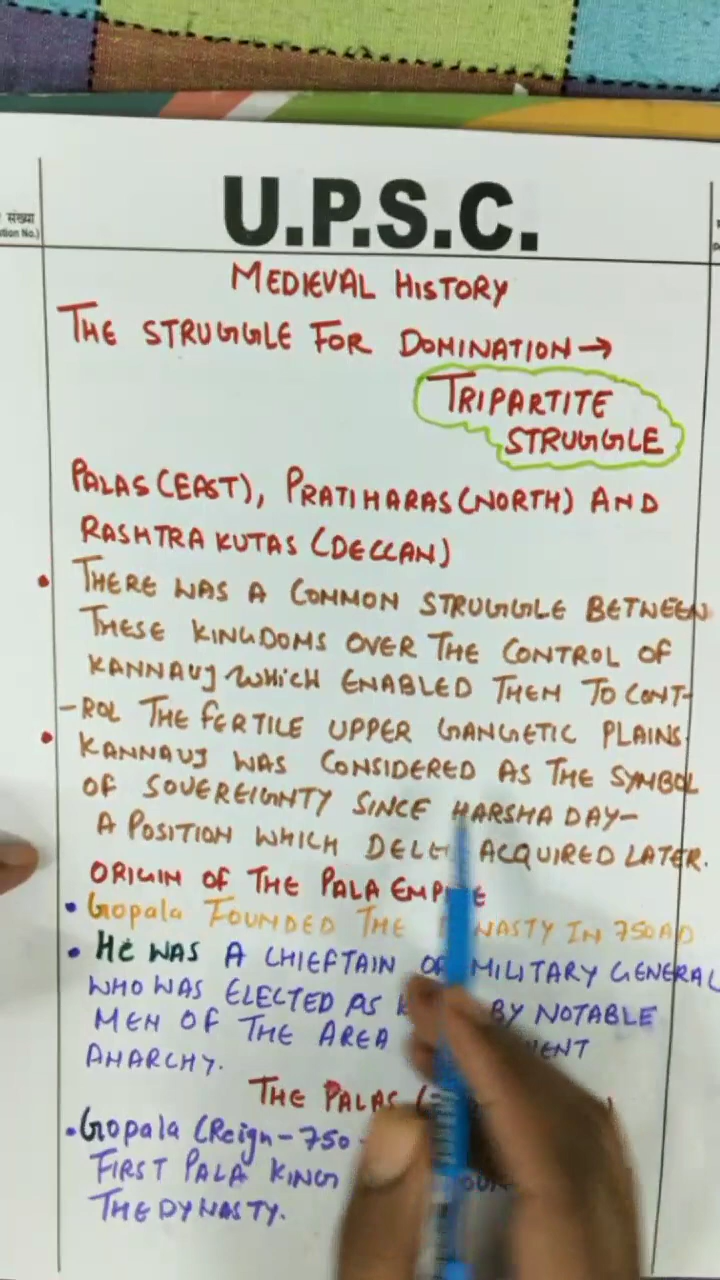 संख्या
tion No.)
U.P.S.C.
MEDIEVAL HISTORY
THE STRUGGLE FOR DOMINATION →
TRIPARTITE
STRUGGLE
PALAS (EAST), PRATIHARAS (NORTH) AND
RASHTRAKUTAS (DECCAN)
• THERE WAS A COMMON STRUGGLE BETWEEN
THESE KINGDOMS OVER THE CONTROL OF
KANNAUJ WHICH ENABLED THEM TO CONT-
-ROL THE FERTILE UPPER GANGETIC PLAINS.
• KANNAUJ WAS CONSIDERED AS THE SYMBOL
OF SOVEREIGNTY SINCE HARSHA DAY-
A POSITION WHICH ACQUIRED LATER.
ORIGIN OF THE PALA
• Gopala FOUNDED THE IN 750AD
• HE WAS A CHIEFTAIN MILITARY GENERAL
WHO WAS ELECTED AS BY NOTABLE
MEN OF THE AREA
ANARCHY.
THE PALAS
• Gopala (Reign-750
FIRST PALA KING
THE DYNASTY.